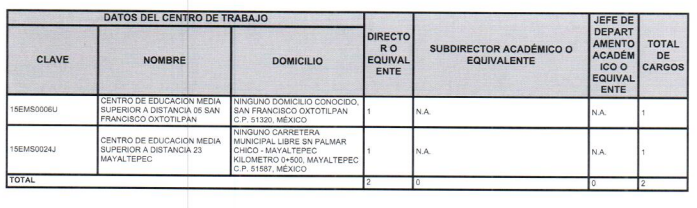 DATOS DEL CENTRO DE TRABAJO
CLAVE
NOMBRE
DOMICILIO
DIRECTO
R O
EQUIVAL
ENTE
SUBDIRECTOR ACADÉMICO O
EQUIVALENTE
JEFE DE
DEPART
AMENTO
ACADÉM
ICO O
EQUIVAL
ENTE
TOTAL
DE
CARGOS
15EMS0006U
CENTRO DE EDUCACION MEDIA
SUPERIOR A DISTANCIA 05 SAN
FRANCISCO OXTOTILPAN
NINGUNO DOMICILIO CONOCIDO,
SAN FRANCISCO OXTOTILPAN
C.P. 51320, MÉXICO
1
N.A.
N.A.
1
15EMS0024J
CENTRO DE EDUCACION MEDIA
SUPERIOR A DISTANCIA 23
MAYALTEPEC
NINGUNO CARRETERA
MUNICIPAL LIBRE SN PALMAR
CHICO - MAYALTEPEC
KILOMETRO 0+500, MAYALTEPEC
C.P. 51587, MÉXICO
1
N.A.
N.A.
1
TOTAL
2
0
0
2